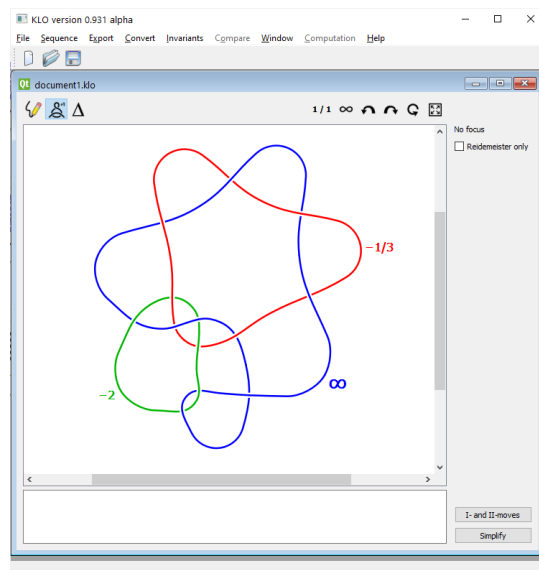 KLO version 0.931 alpha
File Sequence Export Convert Invariants Compare Window Computation Help
Qt document1.klo
1/1 ∞
No focus
Reidemeister only
−1/3
∞
−2
I- and II-moves
Simplify